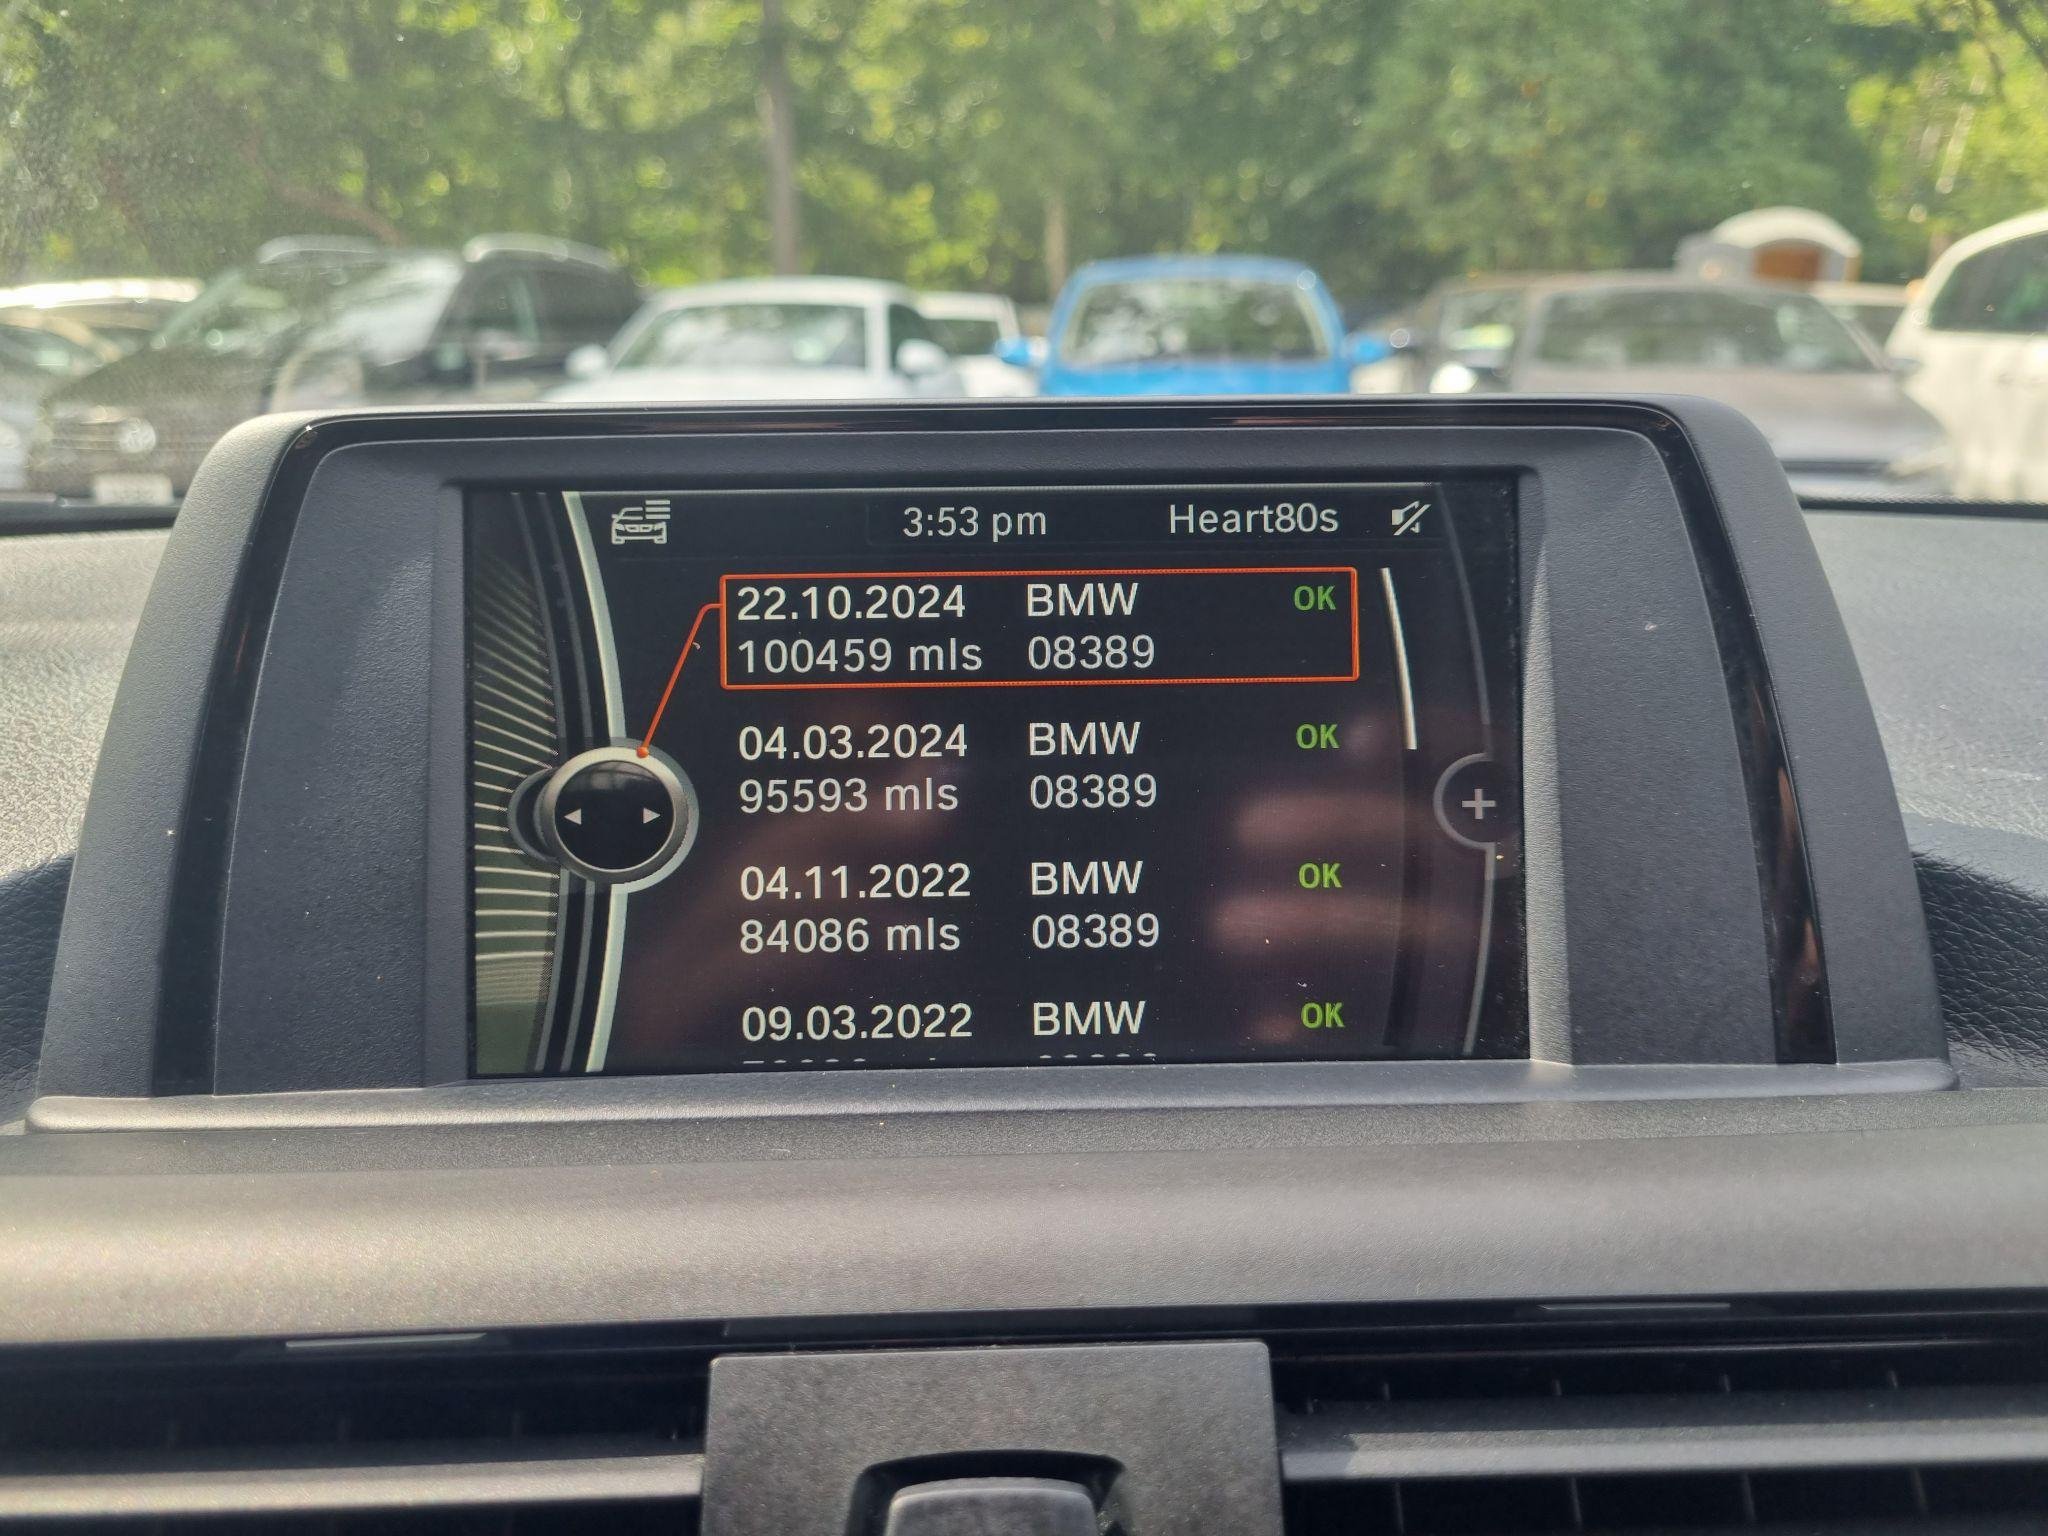 3:53 pm Heart80s
22.10.2024 BMW OK
100459 mls 08389
04.03.2024 BMW OK
95593 mls 08389
04.11.2022 BMW OK
84086 mls 08389
09.03.2022 BMW OK